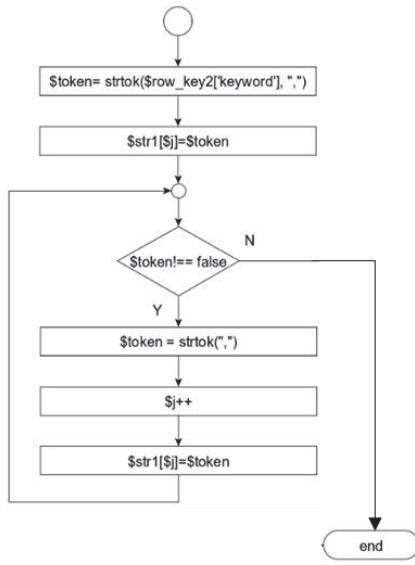 $token= strtok($row_key2['keyword'], ",")
$str1[$j]=$token
$token!== false
N
Y
$token = strtok(",")
$j++
$str1[$j]=$token
end